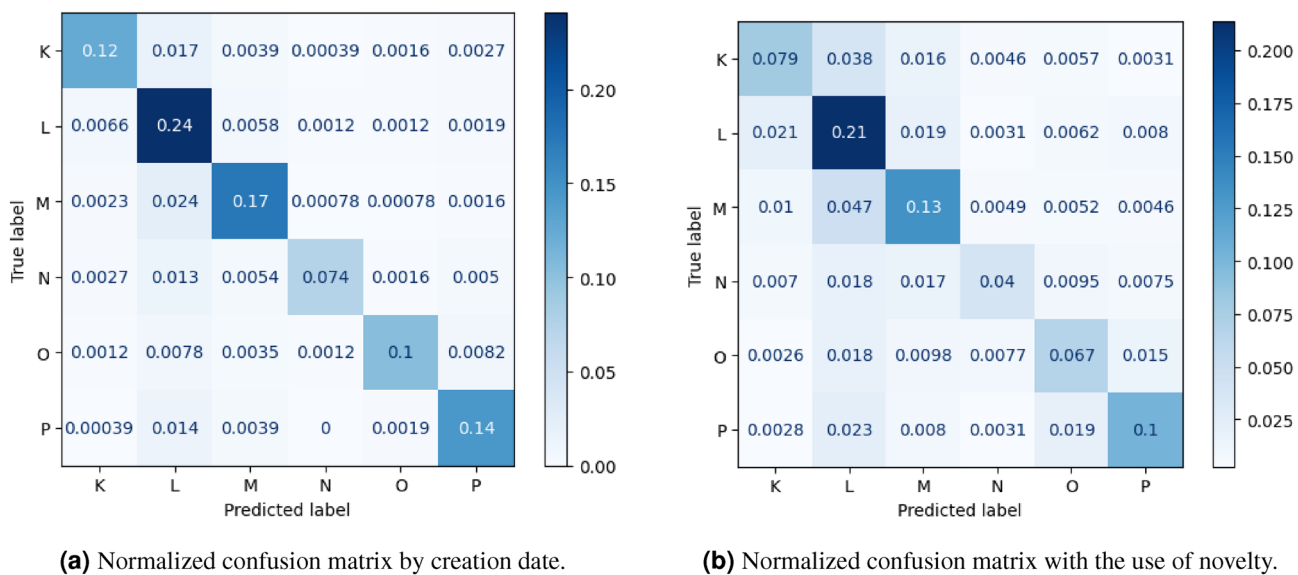 K 0.12 0.017 0.0039 0.00039 0.0016 0.0027
L 0.0066 0.24 0.0058 0.0012 0.0012 0.0019
M 0.0023 0.024 0.17 0.00078 0.00078 0.0016
N 0.0027 0.013 0.0054 0.074 0.0016 0.005
O 0.0012 0.0078 0.0035 0.0012 0.1 0.0082
P 0.00039 0.014 0.0039 0 0.0019 0.14
K L M N O P
True label
Predicted label
0.20
0.15
0.10
0.05
0.00
(a) Normalized confusion matrix by creation date.
K 0.079 0.038 0.016 0.0046 0.0057 0.0031
L 0.021 0.21 0.019 0.0031 0.0062 0.008
M 0.01 0.047 0.13 0.0049 0.0052 0.0046
N 0.007 0.018 0.017 0.04 0.0095 0.0075
O 0.0026 0.018 0.0098 0.0077 0.067 0.015
P 0.0028 0.023 0.008 0.0031 0.019 0.1
K L M N O P
True label
Predicted label
0.200
0.175
0.150
0.125
0.100
0.075
0.050
0.025
(b) Normalized confusion matrix with the use of novelty.